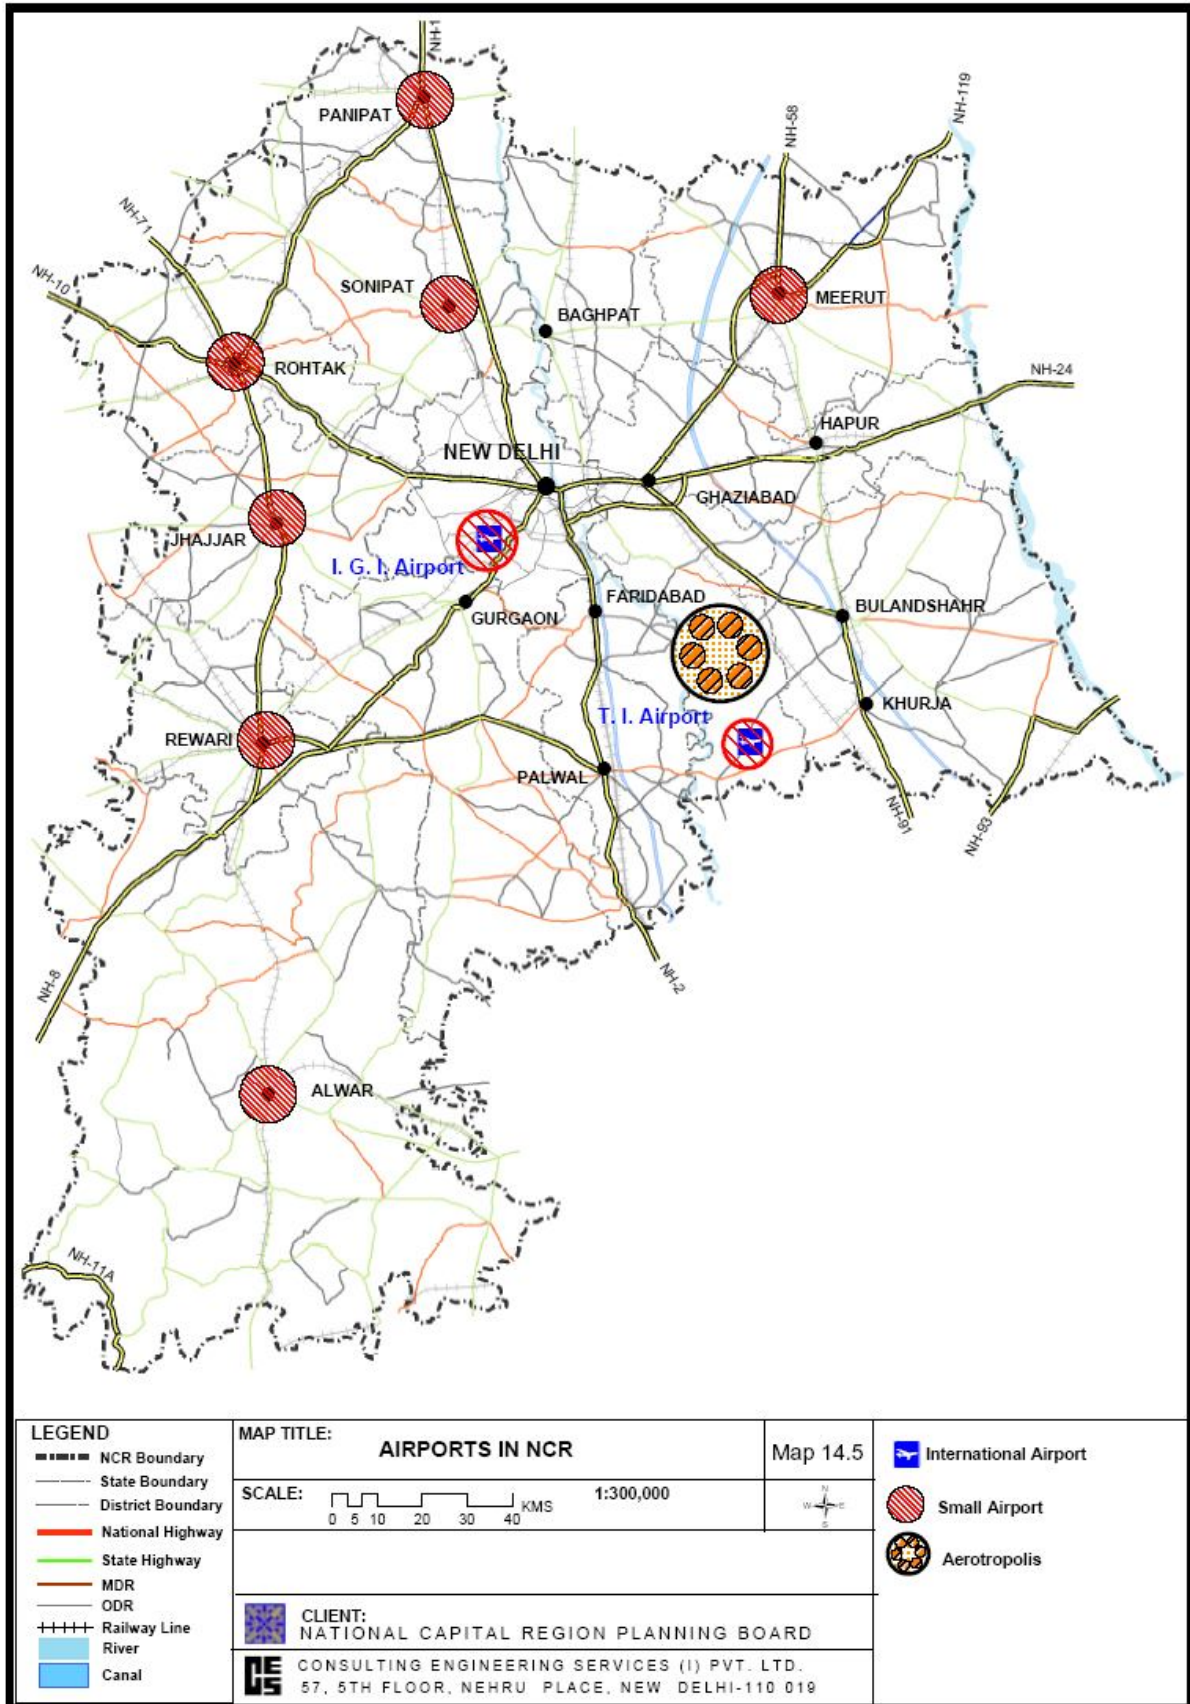 NH-1
PANIPAT
NH-58
NH-119
NH-71
NH-10
SONIPAT
BAGHPAT
MEERUT
ROHTAK
NH-24
HAPUR
NEW DELHI
GHAZIABAD
JHAJJAR
I. G. I. Airport
FARIDABAD
BULANDSHAHR
GURGAON
KHURJA
T. I. Airport
REWARI
PALWAL
NH-91
NH-93
NH-8
NH-2
ALWAR
NH-11A
LEGEND
NCR Boundary
State Boundary
District Boundary
National Highway
State Highway
MDR
ODR
Railway Line
River
Canal
MAP TITLE:
AIRPORTS IN NCR
Map 14.5
SCALE:
0 5 10 20 30 40 KMS
1:300,000
N
W E
S
CLIENT:
NATIONAL CAPITAL REGION PLANNING BOARD
CES
CONSULTING ENGINEERING SERVICES (I) PVT. LTD.
57, 5TH FLOOR, NEHRU PLACE, NEW DELHI-110 019
International Airport
Small Airport
Aerotropolis